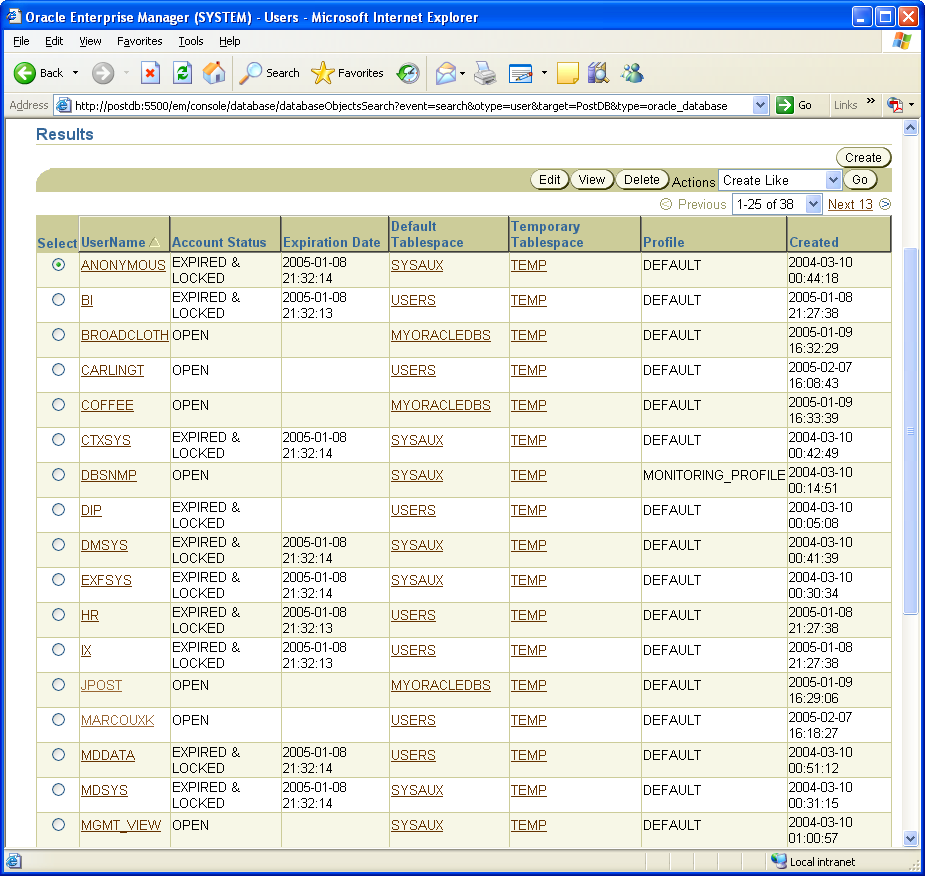 Oracle Enterprise Manager (SYSTEM) - Users - Microsoft Internet Explorer
File Edit View Favorites Tools Help
Back Search Favorites
Address http://postdb:5500/em/console/database/databaseObjectsSearch?event=search&otype=user&target=PostDB&type=oracle_database Go Links »
Results
Create
Edit View Delete Actions Create Like Go
Previous 1-25 of 38 Next 13
Select UserName Account Status Expiration Date Default Tablespace Temporary Tablespace Profile Created
ANONYMOUS EXPIRED & LOCKED 2005-01-08 21:32:14 SYSAUX TEMP DEFAULT 2004-03-10 00:44:18
BI EXPIRED & LOCKED 2005-01-08 21:32:13 USERS TEMP DEFAULT 2005-01-08 21:27:38
BROADCLOTH OPEN MYORACLEDBS TEMP DEFAULT 2005-01-09 16:32:29
CARLINGT OPEN USERS TEMP DEFAULT 2005-02-07 16:08:43
COFFEE OPEN MYORACLEDBS TEMP DEFAULT 2005-01-09 16:33:39
CTXSYS EXPIRED & LOCKED 2005-01-08 21:32:14 SYSAUX TEMP DEFAULT 2004-03-10 00:42:49
DBSNMP OPEN SYSAUX TEMP MONITORING_PROFILE 2004-03-10 00:14:51
DIP EXPIRED & LOCKED USERS TEMP DEFAULT 2004-03-10 00:05:08
DMSYS EXPIRED & LOCKED 2005-01-08 21:32:14 SYSAUX TEMP DEFAULT 2004-03-10 00:41:39
EXFSYS EXPIRED & LOCKED 2005-01-08 21:32:14 SYSAUX TEMP DEFAULT 2004-03-10 00:30:34
HR EXPIRED & LOCKED 2005-01-08 21:32:13 USERS TEMP DEFAULT 2005-01-08 21:27:38
IX EXPIRED & LOCKED 2005-01-08 21:32:13 USERS TEMP DEFAULT 2005-01-08 21:27:38
JPOST OPEN MYORACLEDBS TEMP DEFAULT 2005-01-09 16:29:06
MARCOUXK OPEN USERS TEMP DEFAULT 2005-02-07 16:18:27
MDDATA EXPIRED & LOCKED 2005-01-08 21:32:14 USERS TEMP DEFAULT 2004-03-10 00:51:12
MDSYS EXPIRED & LOCKED 2005-01-08 21:32:14 SYSAUX TEMP DEFAULT 2004-03-10 00:31:15
MGMT_VIEW OPEN SYSAUX TEMP DEFAULT 2004-03-10 01:00:57
Local intranet